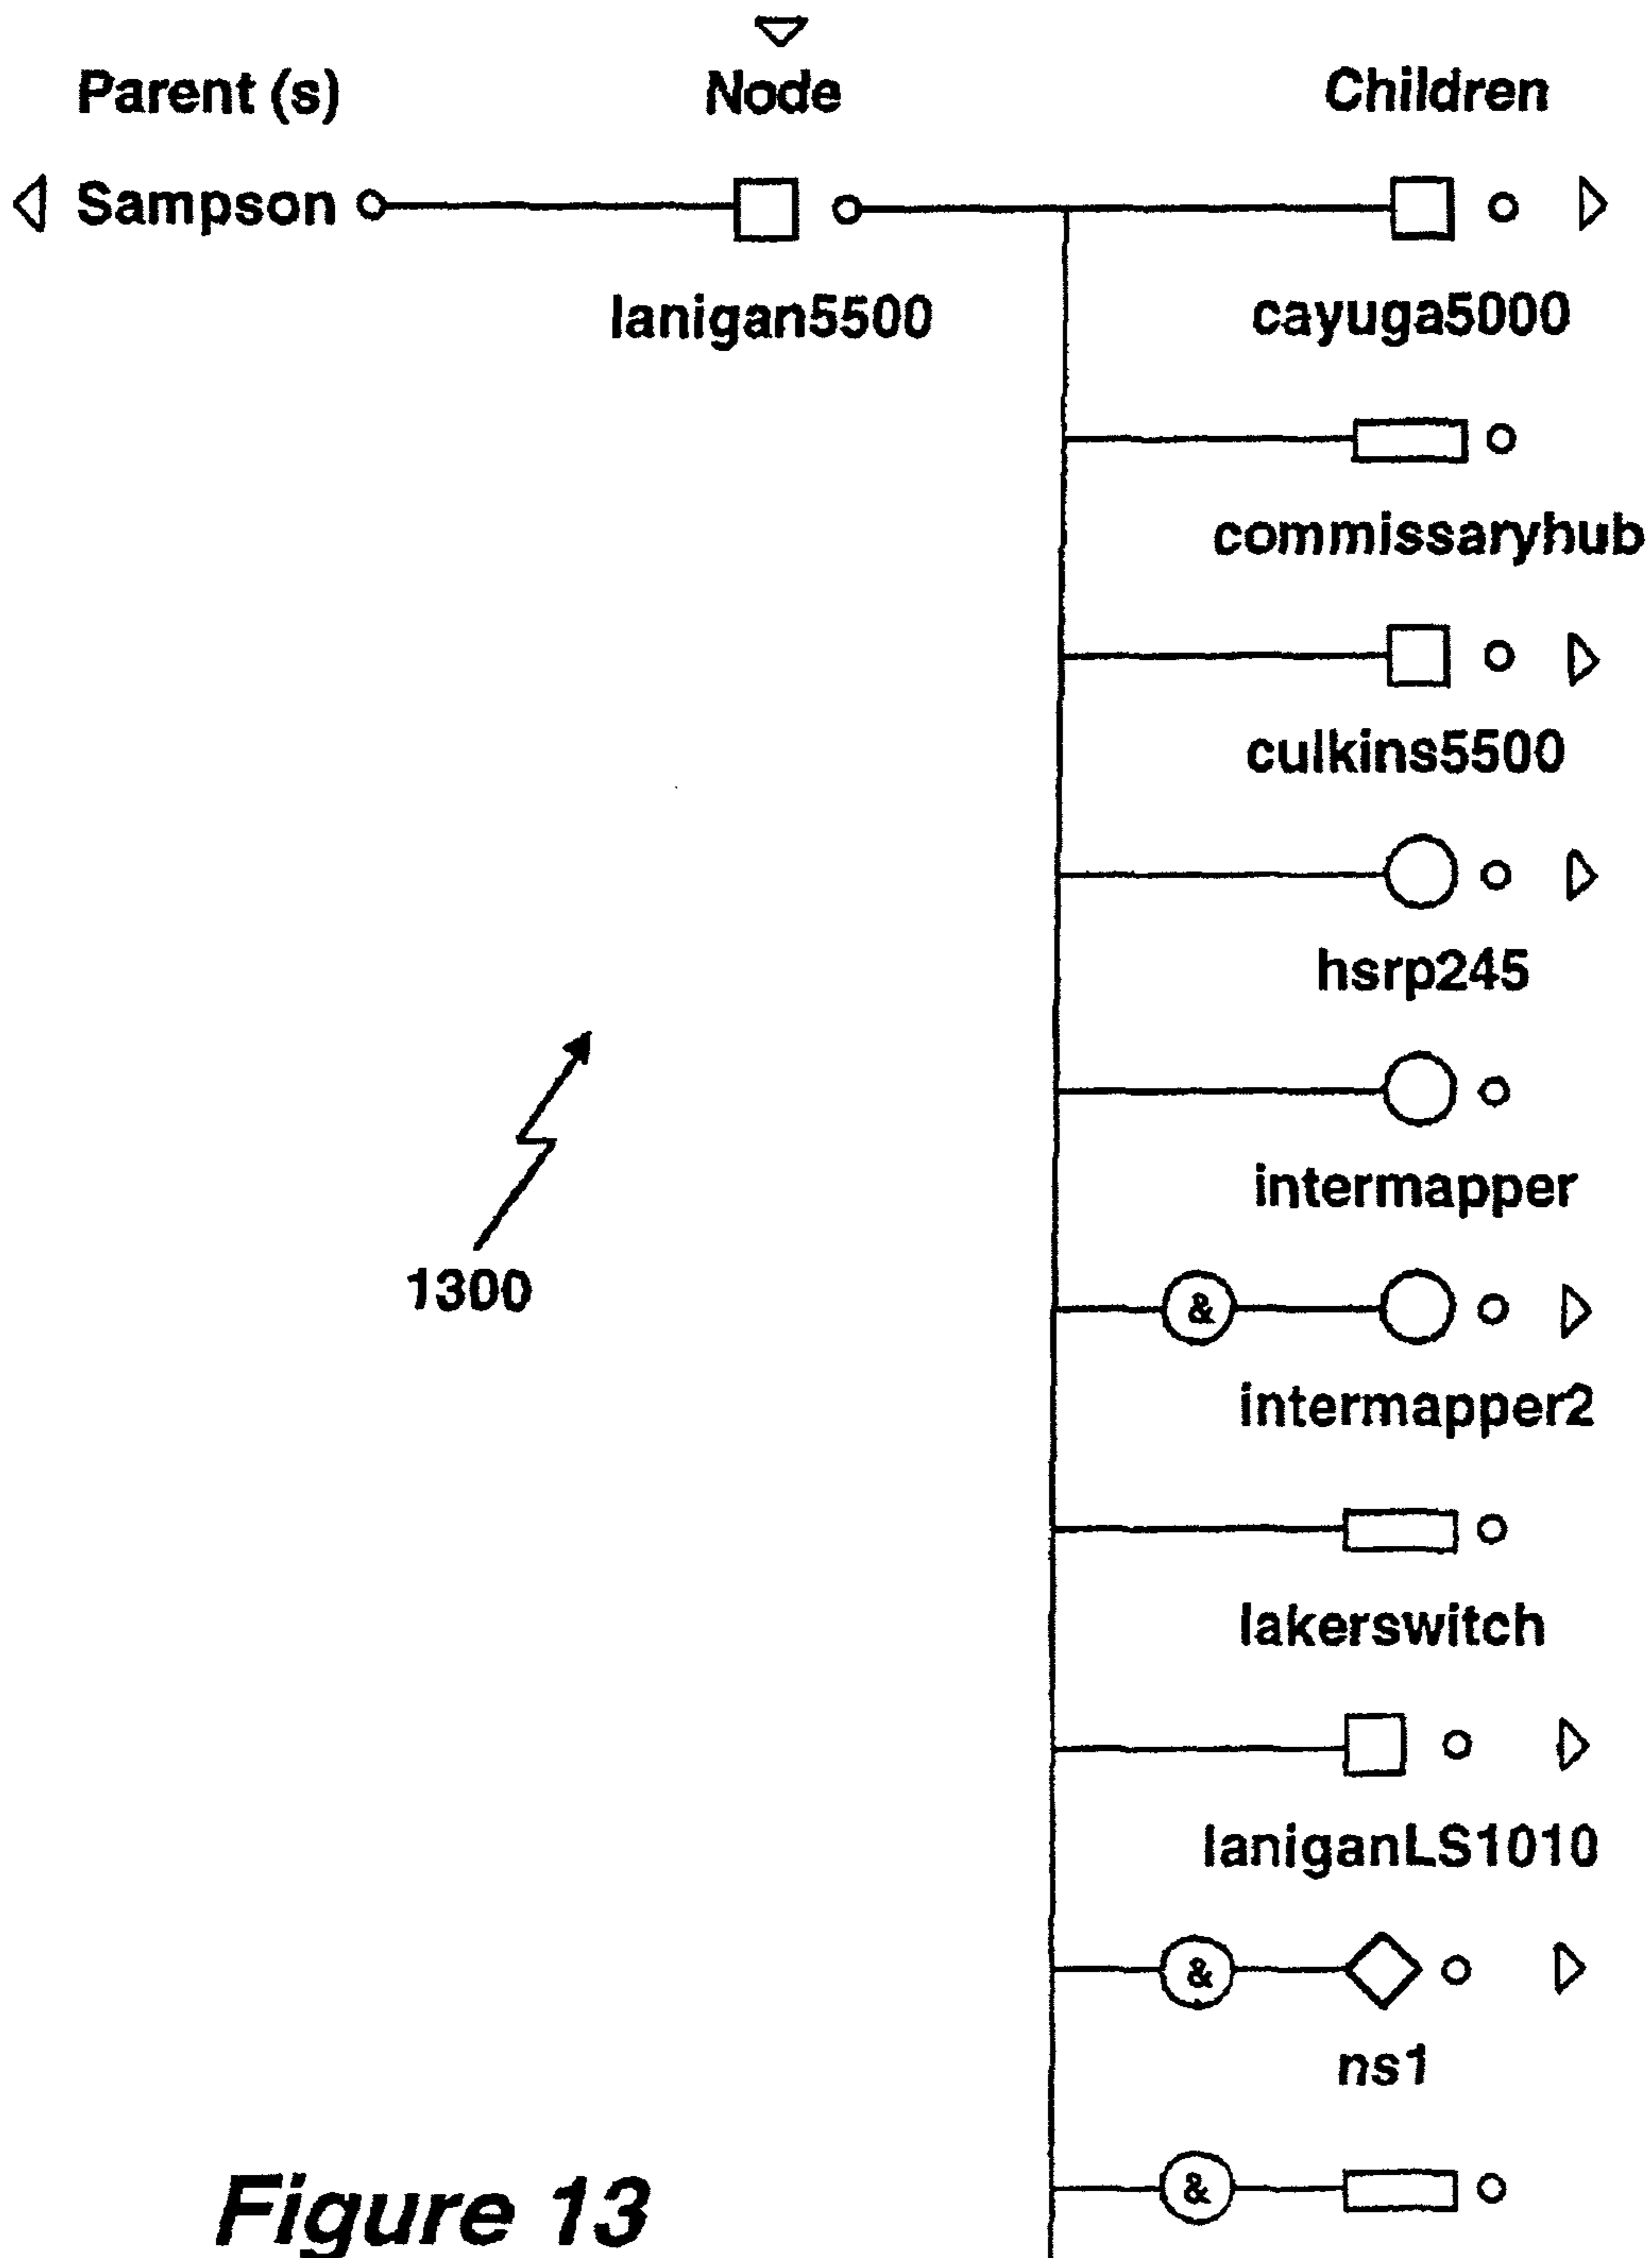 Parent (s) Node Children
Sampson
lanigan5500 cayuga5000
commissaryhub
culkins5500
hsrp245
intermapper
1300
&
intermapper2
lakerswitch
laniganLS1010
&
ns1
&
Figure 13